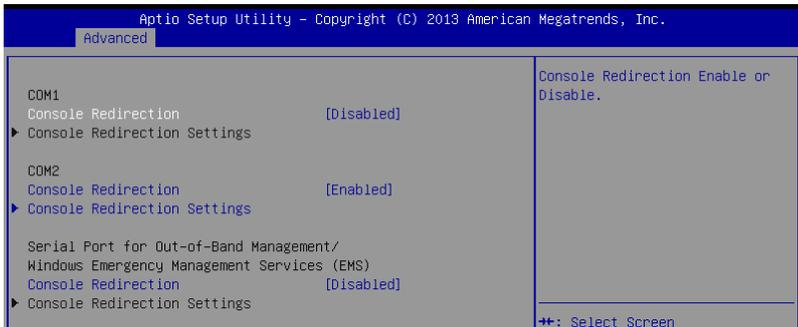 Aptio Setup Utility – Copyright (C) 2013 American Megatrends, Inc.
Advanced
COM1
Console Redirection [Disabled]
Console Redirection Settings
COM2
Console Redirection [Enabled]
Console Redirection Settings
Serial Port for Out-of-Band Management/
Windows Emergency Management Services (EMS)
Console Redirection [Disabled]
Console Redirection Settings
Console Redirection Enable or
Disable.
→←: Select Screen